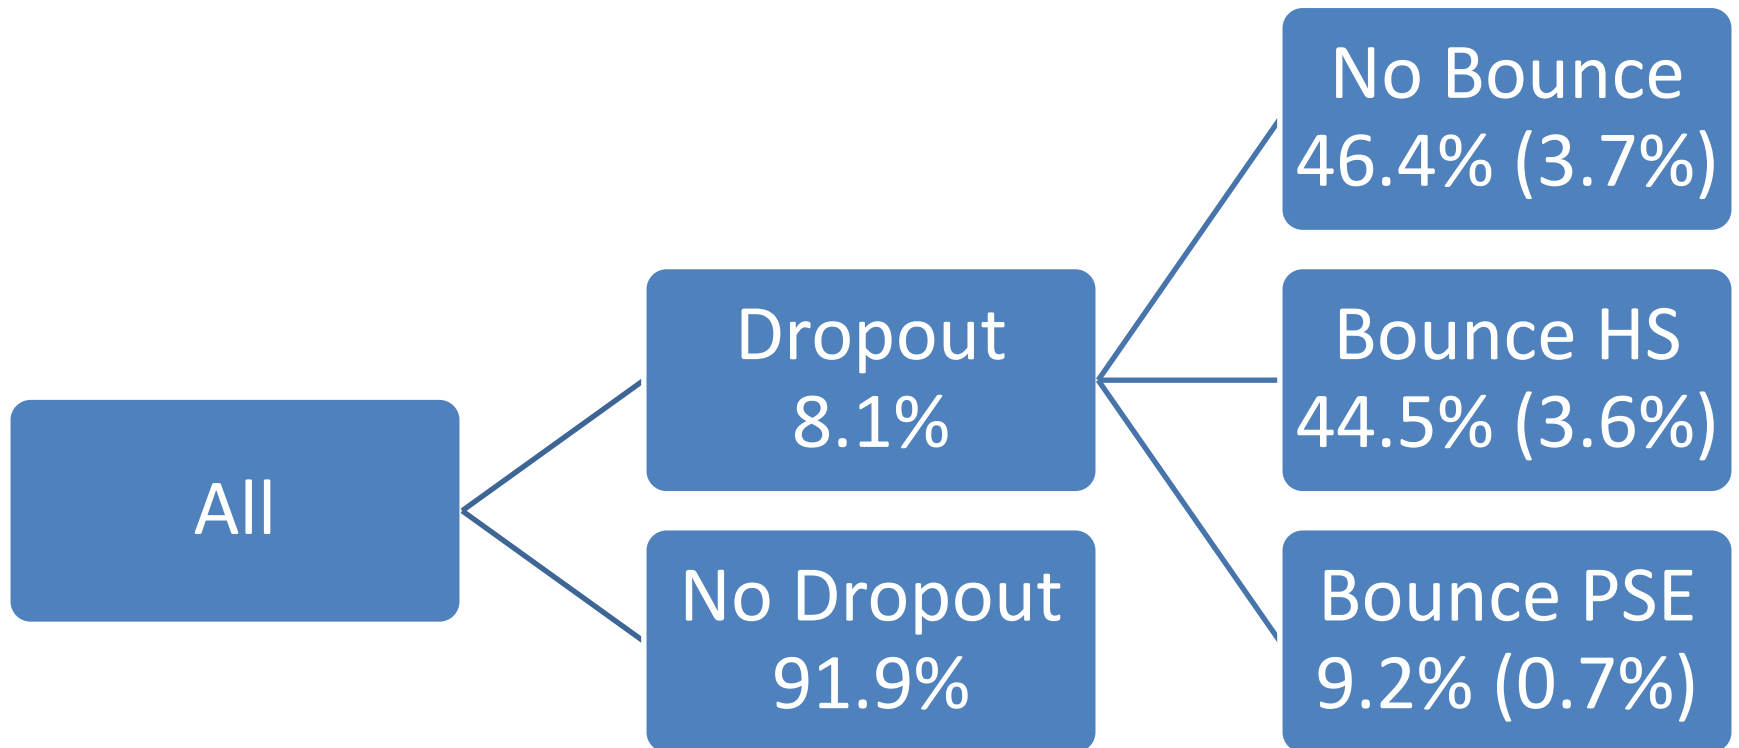 All
Dropout
8.1%
No Dropout
91.9%
No Bounce
46.4% (3.7%)
Bounce HS
44.5% (3.6%)
Bounce PSE
9.2% (0.7%)